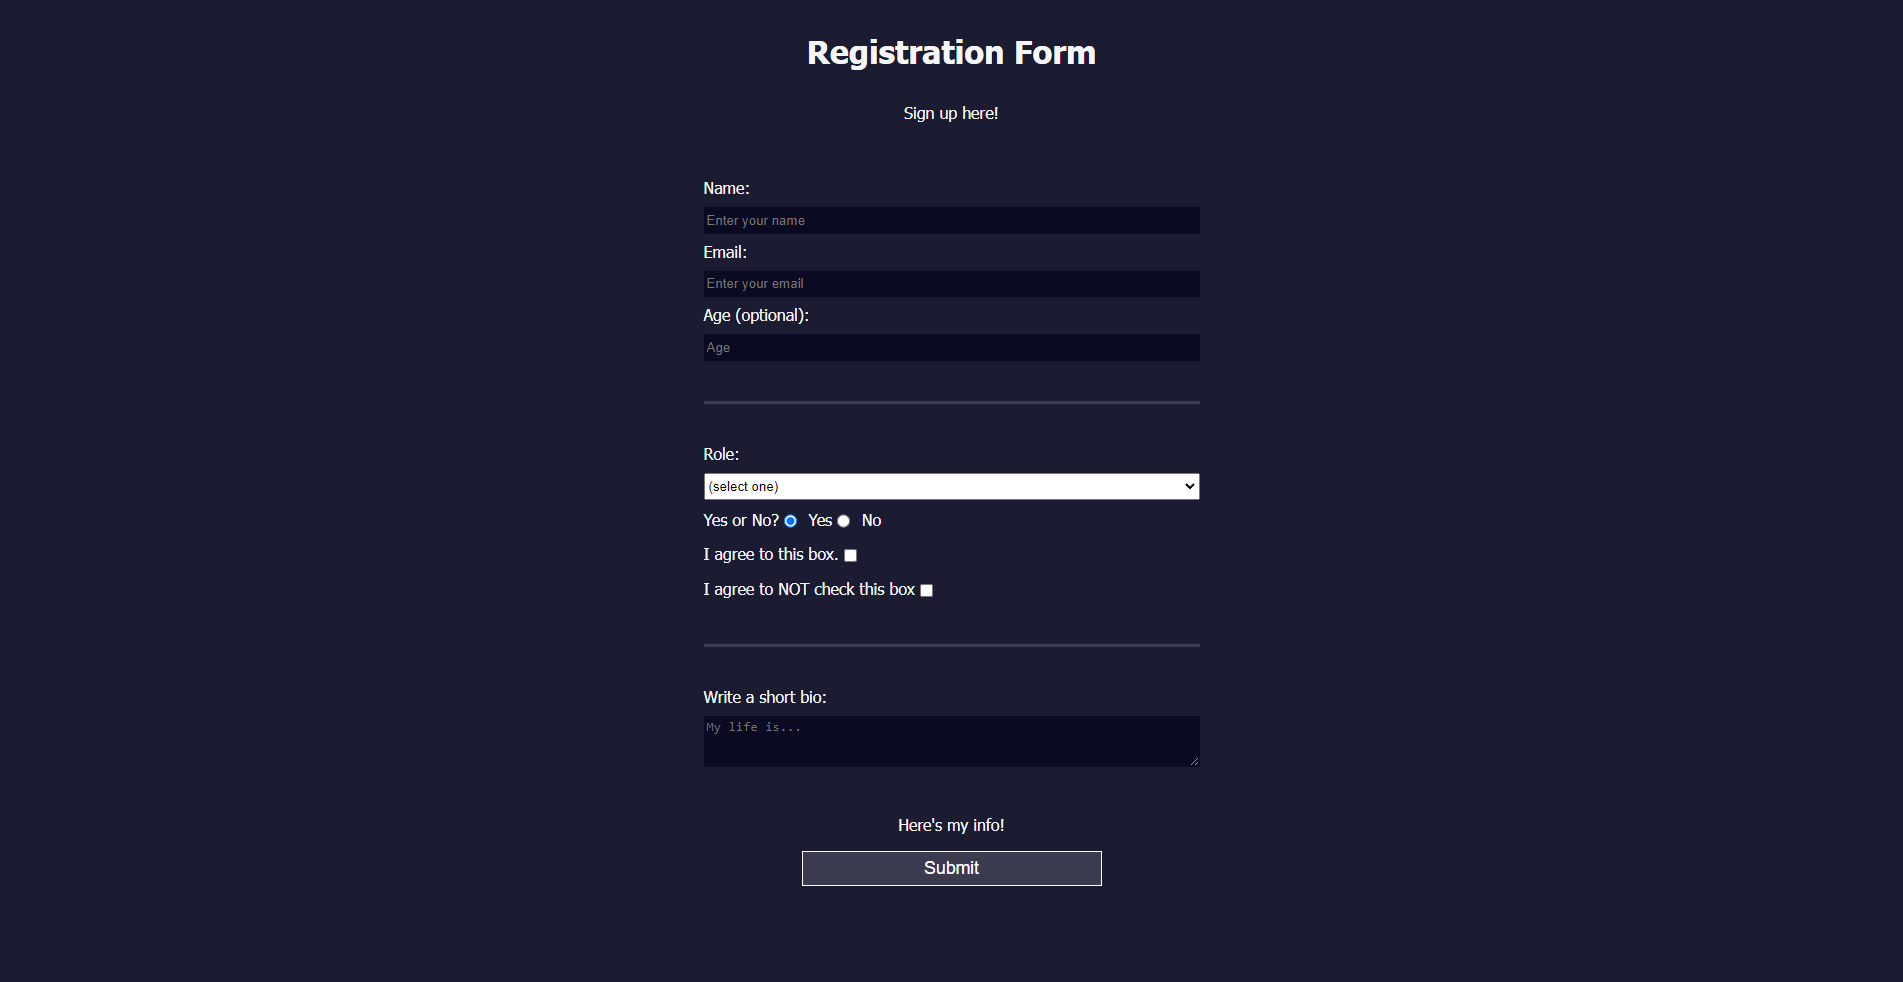 Registration Form
Sign up here!
Name:
Enter your name
Email:
Enter your email
Age (optional):
Age
Role:
(select one)
Yes or No? Yes No
I agree to this box.
I agree to NOT check this box
Write a short bio:
My life is...
Here's my info!
Submit